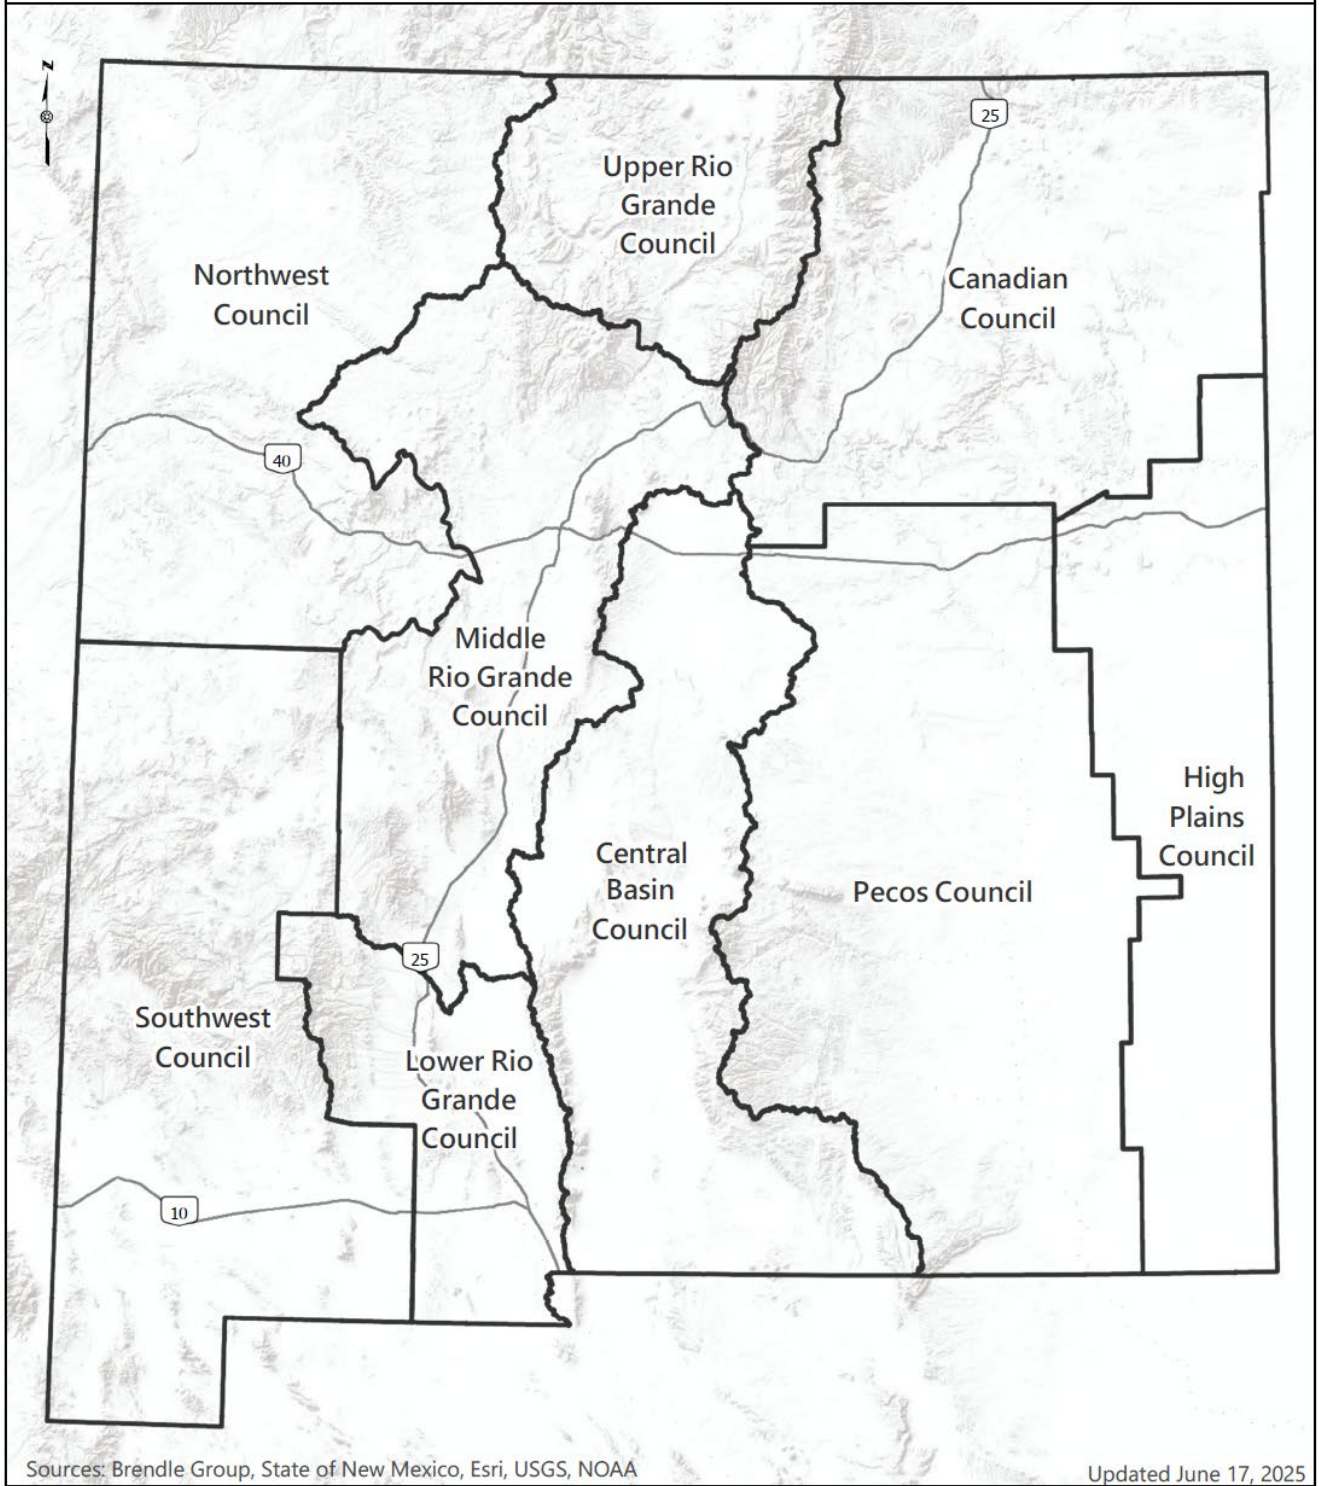 N
25
Upper Rio
Grande
Council
Northwest
Council
Canadian
Council
40
Middle
Rio Grande
Council
High
Plains
Council
Central
Basin
Council
Pecos Council
25
Southwest
Council
Lower Rio
Grande
Council
10
Sources: Brendle Group, State of New Mexico, Esri, USGS, NOAA
Updated June 17, 2025